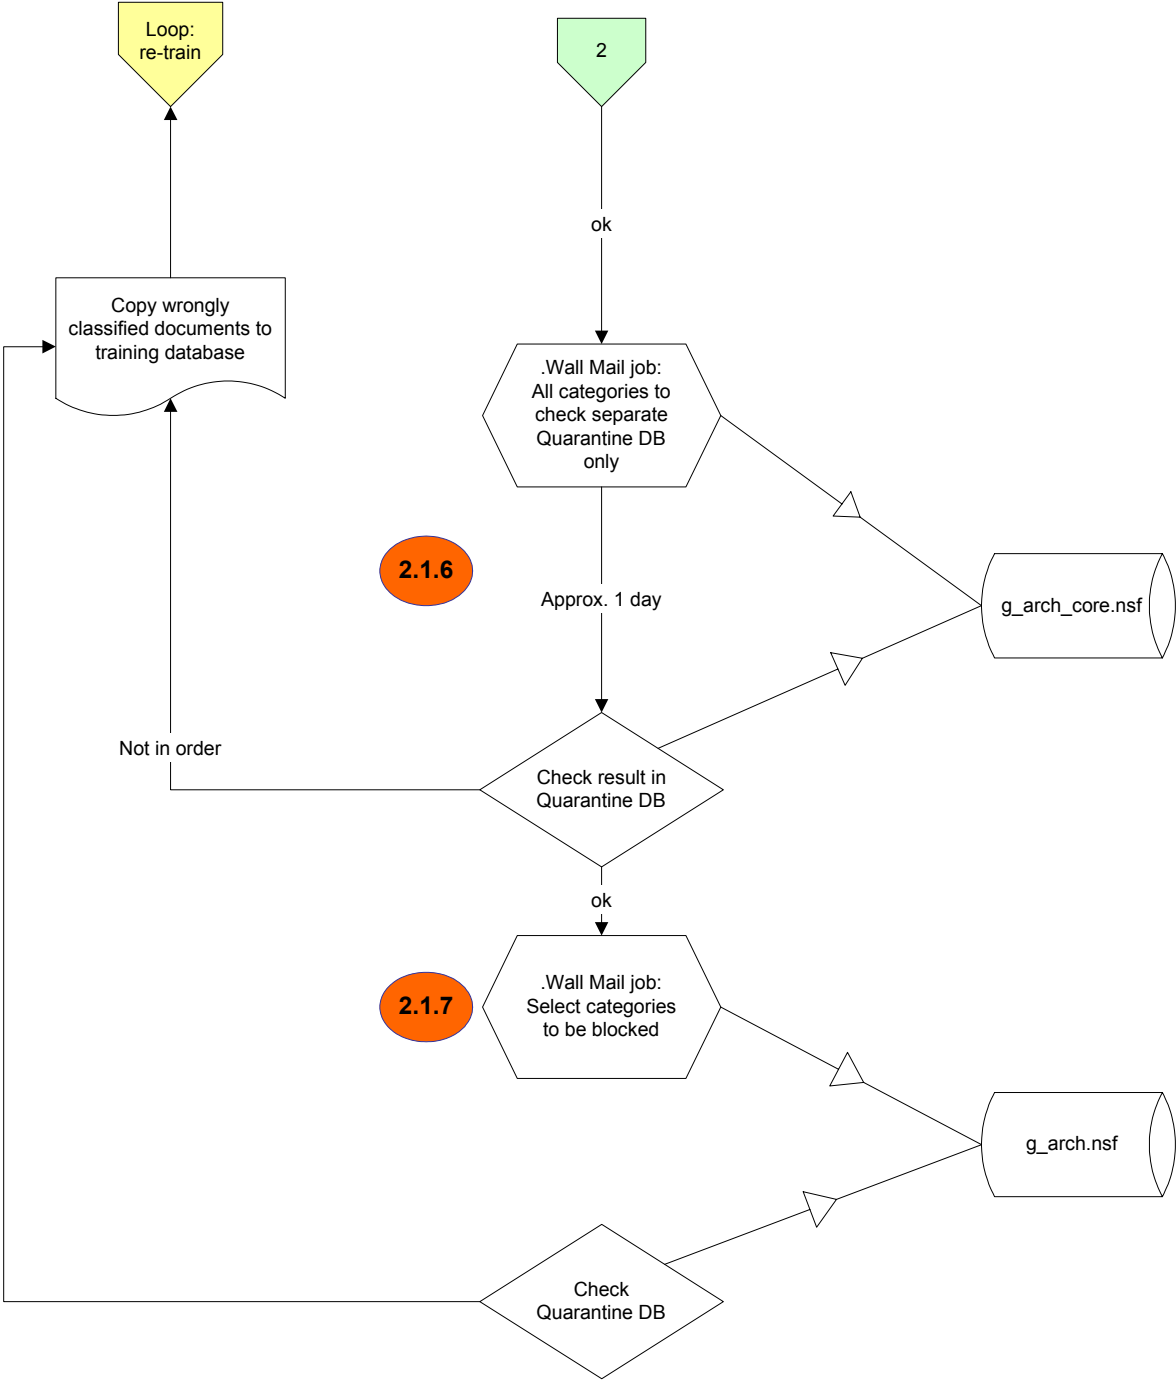 Loop:
re-train
2
ok
Copy wrongly
classified documents to
training database
.Wall Mail job:
All categories to
check separate
Quarantine DB
only
2.1.6
Approx. 1 day
g_arch_core.nsf
Not in order
Check result in
Quarantine DB
ok
2.1.7
.Wall Mail job:
Select categories
to be blocked
g_arch.nsf
Check
Quarantine DB